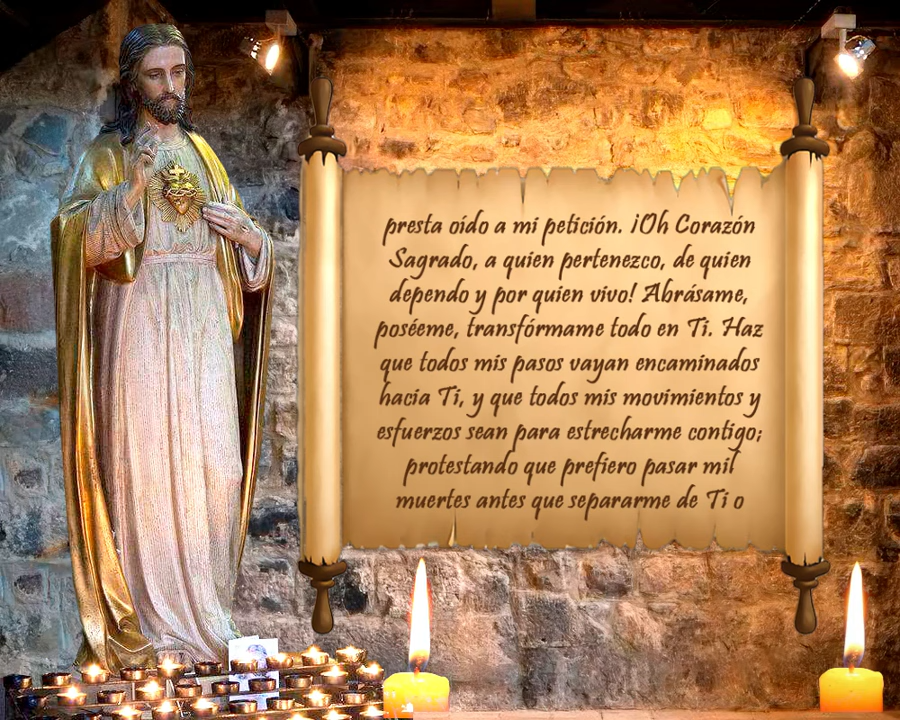 presta oído a mi petición. ¡Oh Corazón
Sagrado, a quien pertenezco, de quien
dependo y por quien vivo! Abrásame,
poséeme, transfórmame todo en Ti. Haz
que todos mis pasos vayan encaminados
hacia Ti, y que todos mis movimientos y
esfuerzos sean para estrecharme contigo;
protestando que prefiero pasar mil
muertes antes que separarme de Ti o